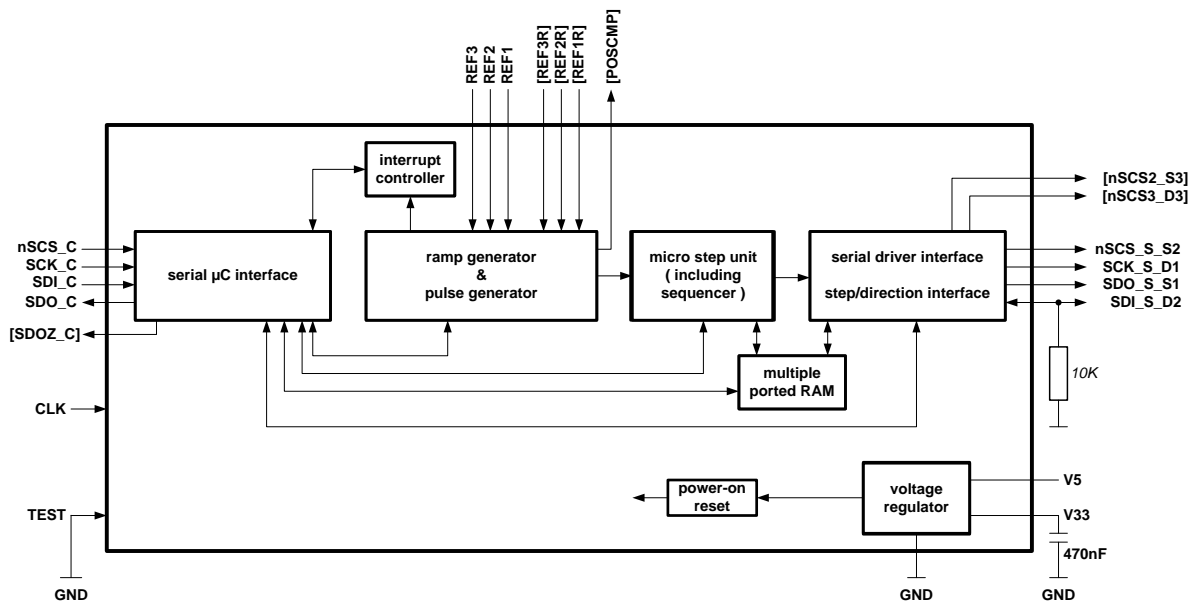 REF3
REF2
REF1
[REF3R]
[REF2R]
[REF1R]
[POSCMP]
interrupt
controller
[nSCS2_S3]
[nSCS3_D3]
nSCS_C
SCK_C
SDI_C
SDO_C
[SDOZ_C]
serial µC interface
ramp generator
&
pulse generator
micro step unit
( including
sequencer )
serial driver interface
step/direction interface
nSCS_S_S2
SCK_S_D1
SDO_S_S1
SDI_S_D2
multiple
ported RAM
10K
CLK
TEST
power-on
reset
voltage
regulator
V5
V33
470nF
GND
GND
GND